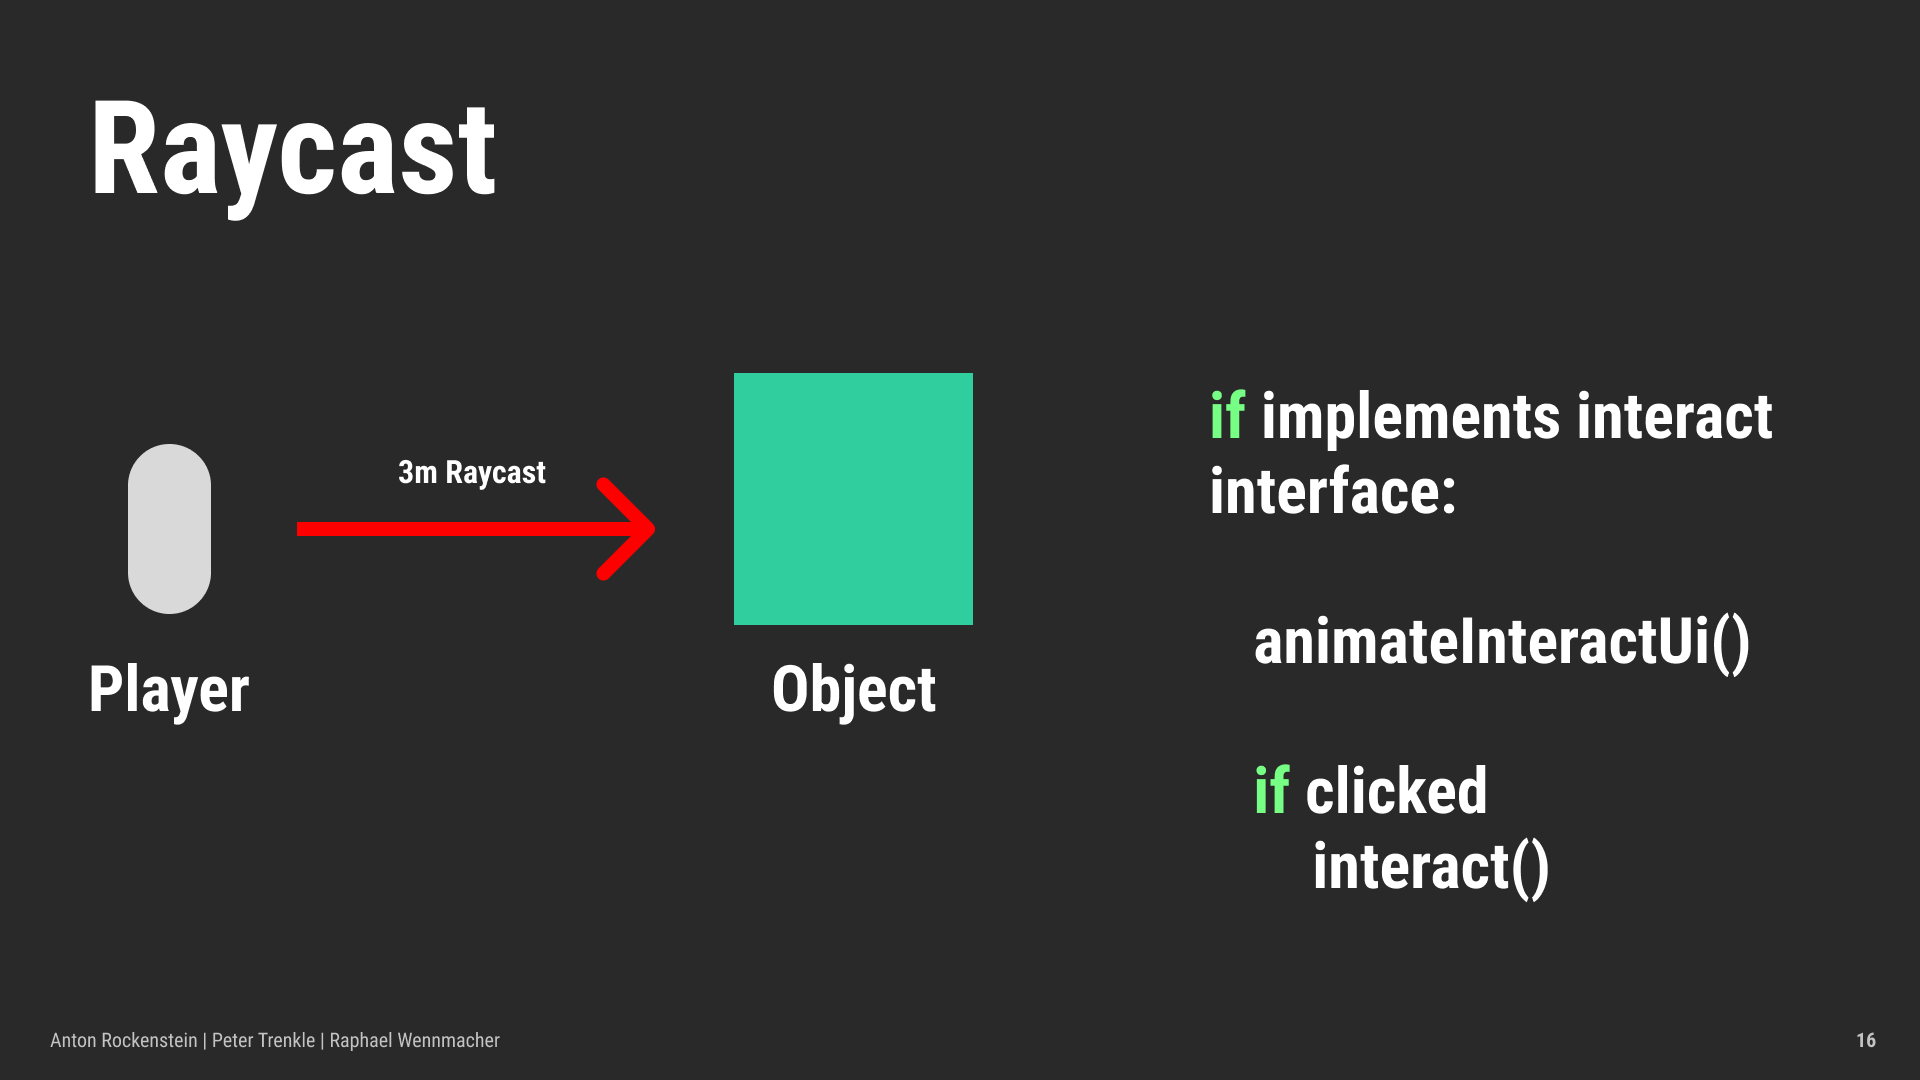 Raycast
3m Raycast
Player
Object
if implements interact
interface:
animateInteractUi()
if clicked
interact()
Anton Rockenstein | Peter Trenkle | Raphael Wennmacher
16